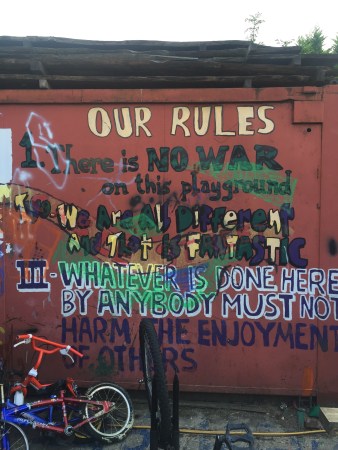 OUR RULES
1. There is NO WAR
on this playground
Two. We Are All Different
AND THAT IS FANTASTIC
III - WHATEVER IS DONE HERE
BY ANYBODY MUST NOT
HARM THE ENJOYMENT
OF OTHERS